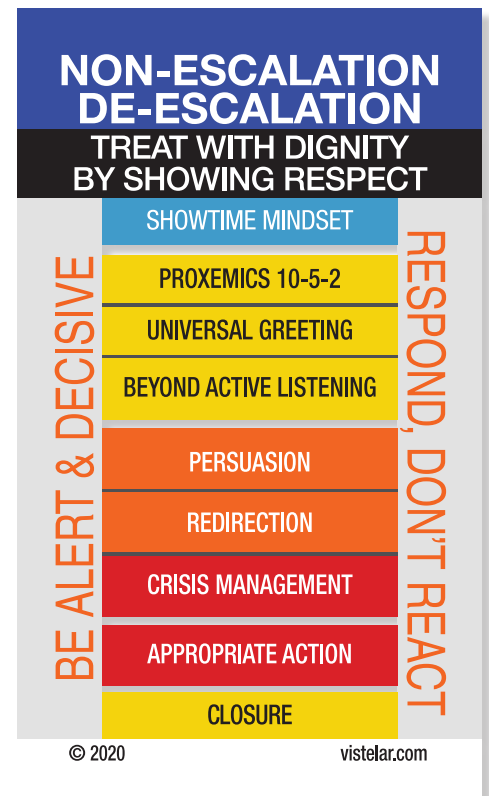 NON-ESCALATION
DE-ESCALATION
TREAT WITH DIGNITY
BY SHOWING RESPECT
BE ALERT & DECISIVE
SHOWTIME MINDSET
PROXEMICS 10-5-2
UNIVERSAL GREETING
BEYOND ACTIVE LISTENING
PERSUASION
REDIRECTION
CRISIS MANAGEMENT
APPROPRIATE ACTION
CLOSURE
RESPOND, DON'T REACT
© 2020
vistelar.com